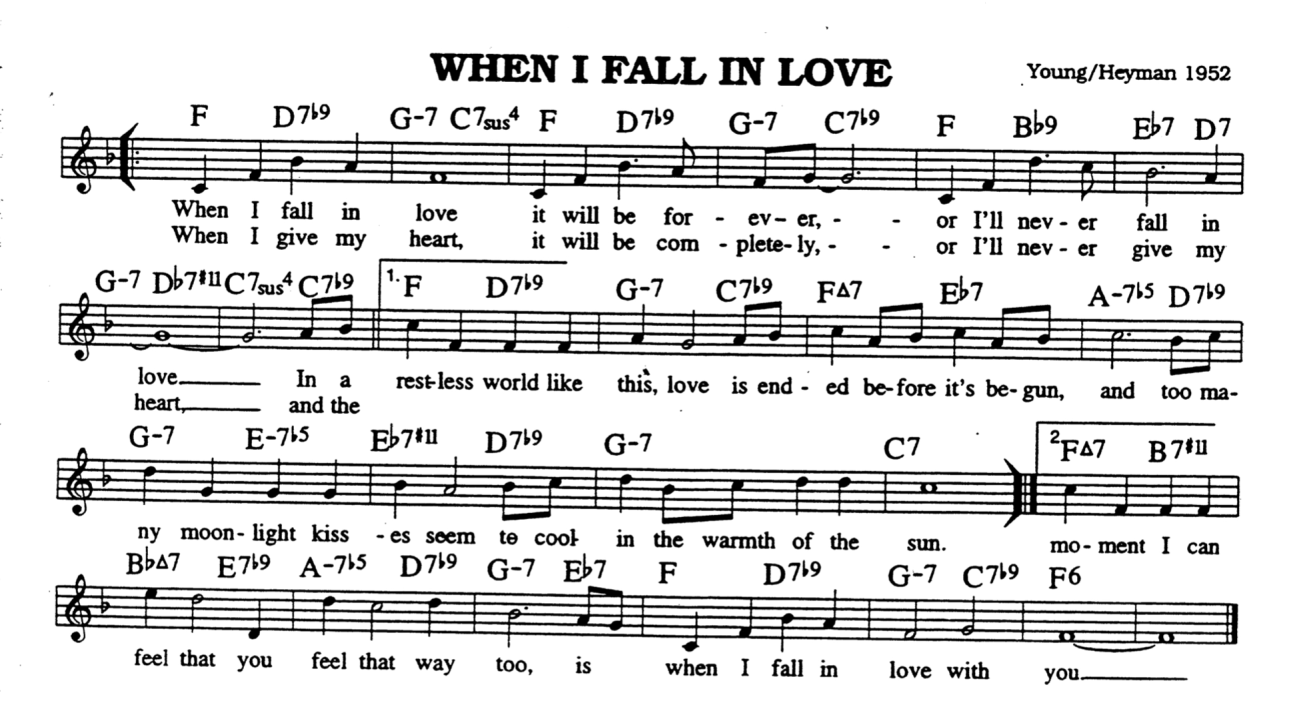 WHEN I FALL IN LOVE
Young/Heyman 1952
F D7♭9 G-7 C7sus4 F D7♭9 G-7 C7♭9 F B♭9 E♭7 D7
When I fall in love it will be for - ev- er, - - or I'll nev - er fall in
When I give my heart, it will be com - plete- ly, - - or I'll nev - er give my
G-7 D♭7#11 C7sus4 C7♭9 1. F D7♭9 G-7 C7♭9 FΔ7 E♭7 A-7♭5 D7♭9
love. In a rest-less world like this, love is end - ed be-fore it's be-gun, and too ma-
heart, and the
G-7 E-7♭5 E♭7#11 D7♭9 G-7 C7 2 FΔ7 B7#11
ny moon- light kiss -es seem to cool in the warmth of the sun. mo- ment I can
B♭Δ7 E7♭9 A-7♭5 D7♭9 G-7 E♭7 F D7♭9 G-7 C7♭9 F6
feel that you feel that way too, is when I fall in love with you.